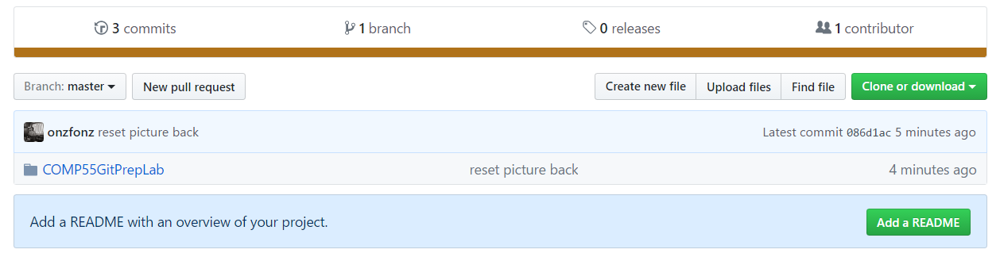 3 commits 1 branch 0 releases 1 contributor
Branch: master New pull request Create new file Upload files Find file Clone or download
onzfonz reset picture back Latest commit 086d1ac 5 minutes ago
COMP55GitPrepLab reset picture back 4 minutes ago
Add a README with an overview of your project. Add a README